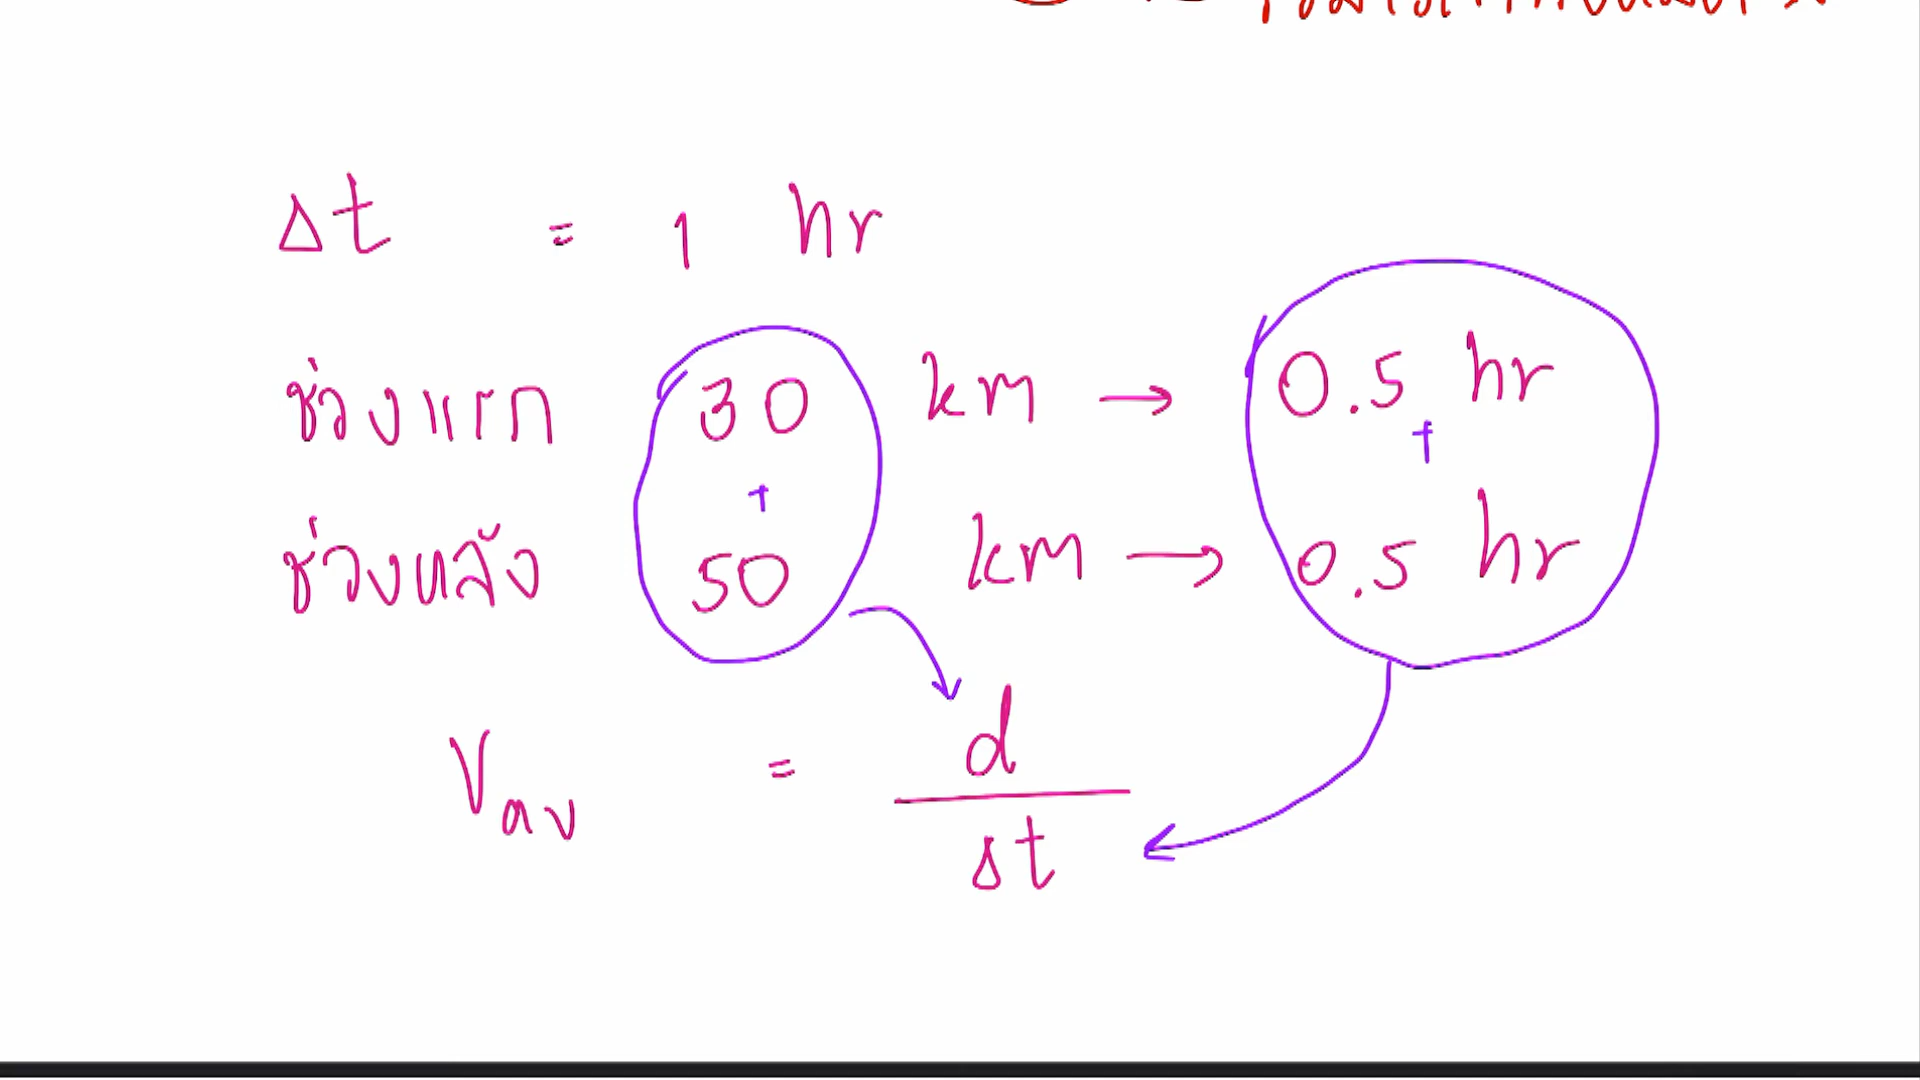 Δt = 1 hr
ช่วงแรก 30 km → 0.5 hr
+ +
ช่วงหลัง 50 km → 0.5 hr
Vav = d
Δt